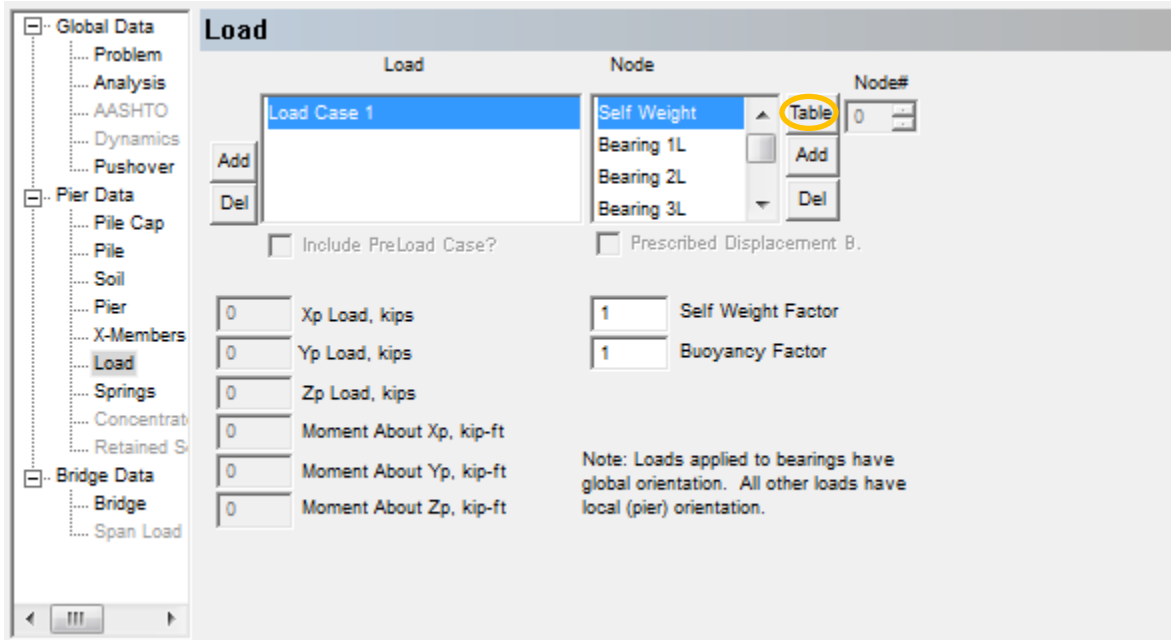 Global Data
Problem
Analysis
AASHTO
Dynamics
Pushover
Pier Data
Pile Cap
Pile
Soil
Pier
X-Members
Load
Springs
Concentrat
Retained S
Bridge Data
Bridge
Span Load
Load
Load
Node
Node#
Load Case 1
Self Weight
Bearing 1L
Bearing 2L
Bearing 3L
Table
0
Add
Del
Add
Del
Include PreLoad Case?
Prescribed Displacement B.
0 Xp Load, kips
0 Yp Load, kips
0 Zp Load, kips
0 Moment About Xp, kip-ft
0 Moment About Yp, kip-ft
0 Moment About Zp, kip-ft
1 Self Weight Factor
1 Buoyancy Factor
Note: Loads applied to bearings have
global orientation. All other loads have
local (pier) orientation.